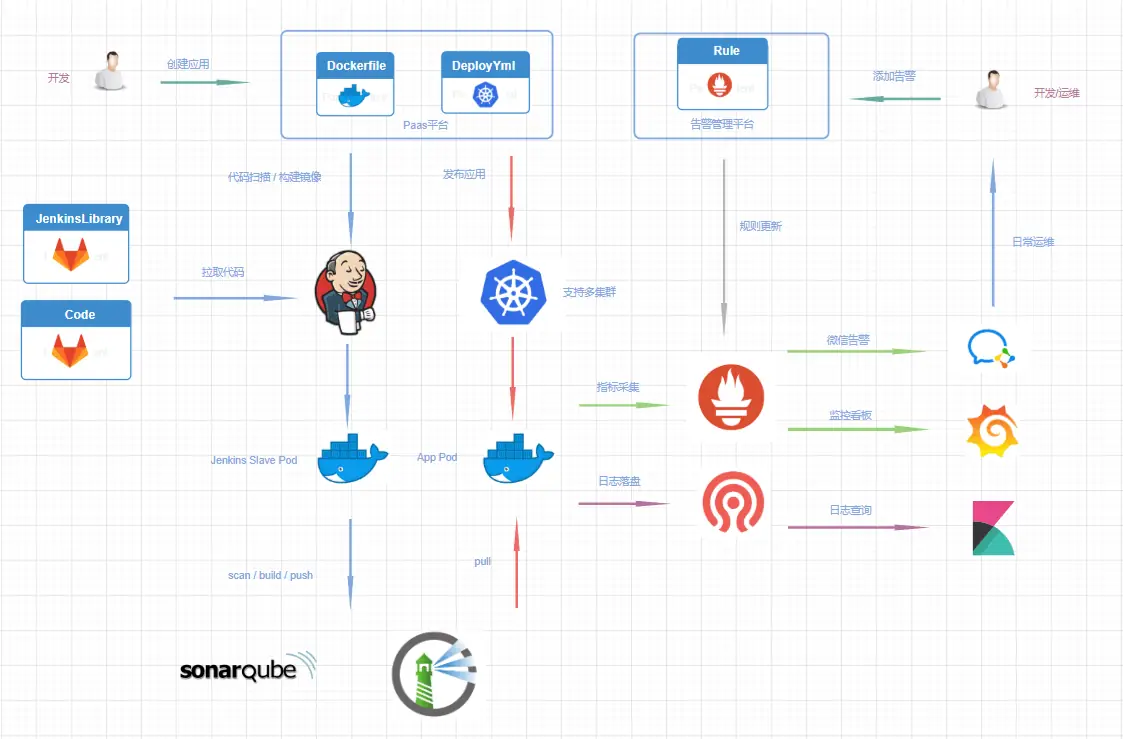 开发
创建应用
Dockerfile
DeployYml
Paas平台
Rule
告警管理平台
添加告警
开发/运维
代码扫描 / 构建镜像
发布应用
规则更新
日常运维
JenkinsLibrary
Code
拉取代码
支持多集群
指标采集
微信告警
监控看板
Jenkins Slave Pod
App Pod
日志落盘
日志查询
scan / build / push
pull
sonarqube